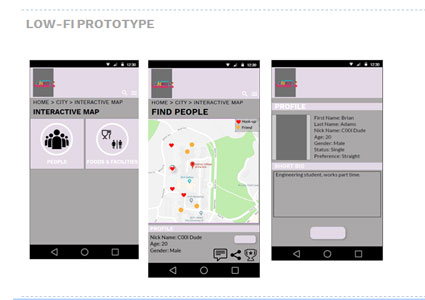 LOW-FI PROTOTYPE
12:30
HOME > CITY > INTERACTIVE MAP
INTERACTIVE MAP
PEOPLE
FOODS & FACILITIES
12:30
HOME > CITY > INTERACTIVE MAP
FIND PEOPLE
Hook-up
Friend
PROFILE
Nick Name: C00l Dude
Age: 20
Gender: Male
12:30
PROFILE
First Name: Brian
Last Name: Adams
Nick Name: C00l Dude
Age: 20
Gender: Male
Status: Single
Preference: Straight
SHORT BIO
Engineering student, works part time.